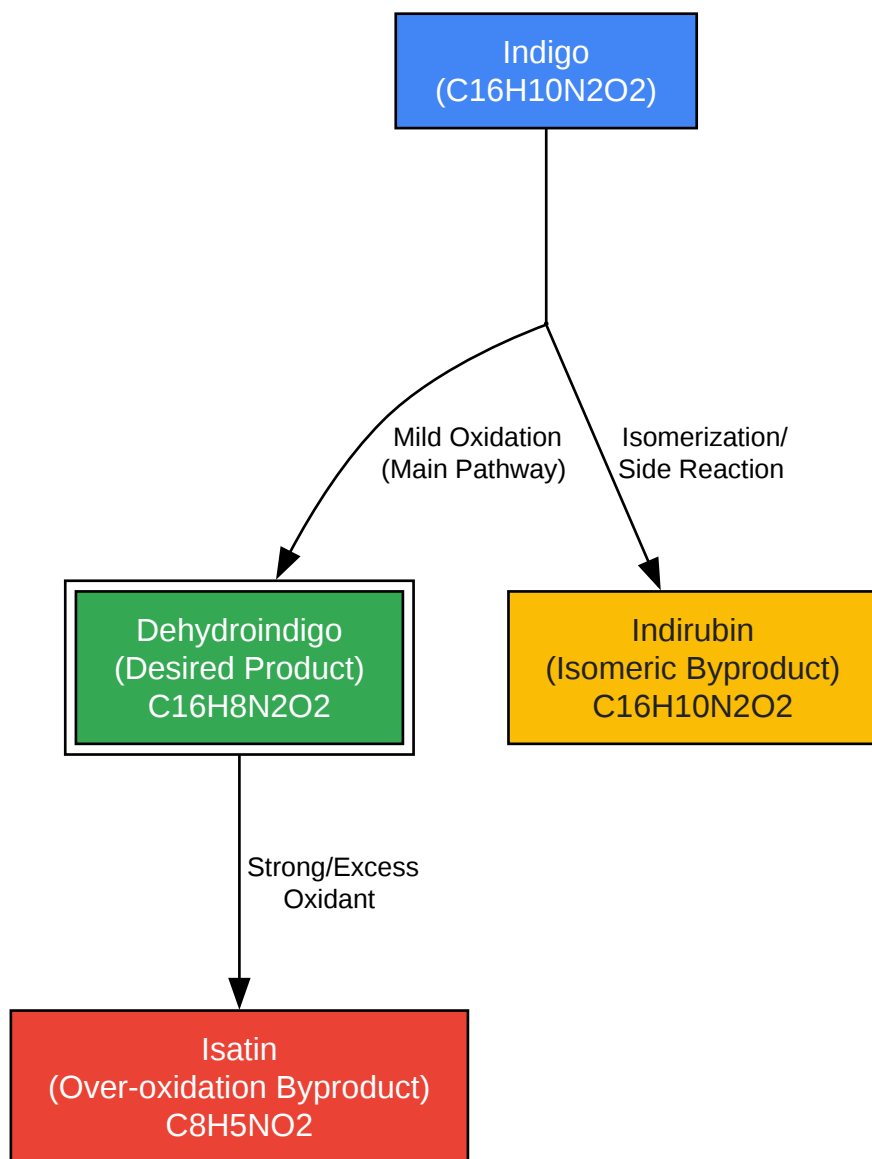 Indigo
(C16H10N2O2)
Mild Oxidation
(Main Pathway)
Isomerization/
Side Reaction
Dehydroindigo
(Desired Product)
C16H8N2O2
Indirubin
(Isomeric Byproduct)
C16H10N2O2
Strong/Excess
Oxidant
Isatin
(Over-oxidation Byproduct)
C8H5NO2